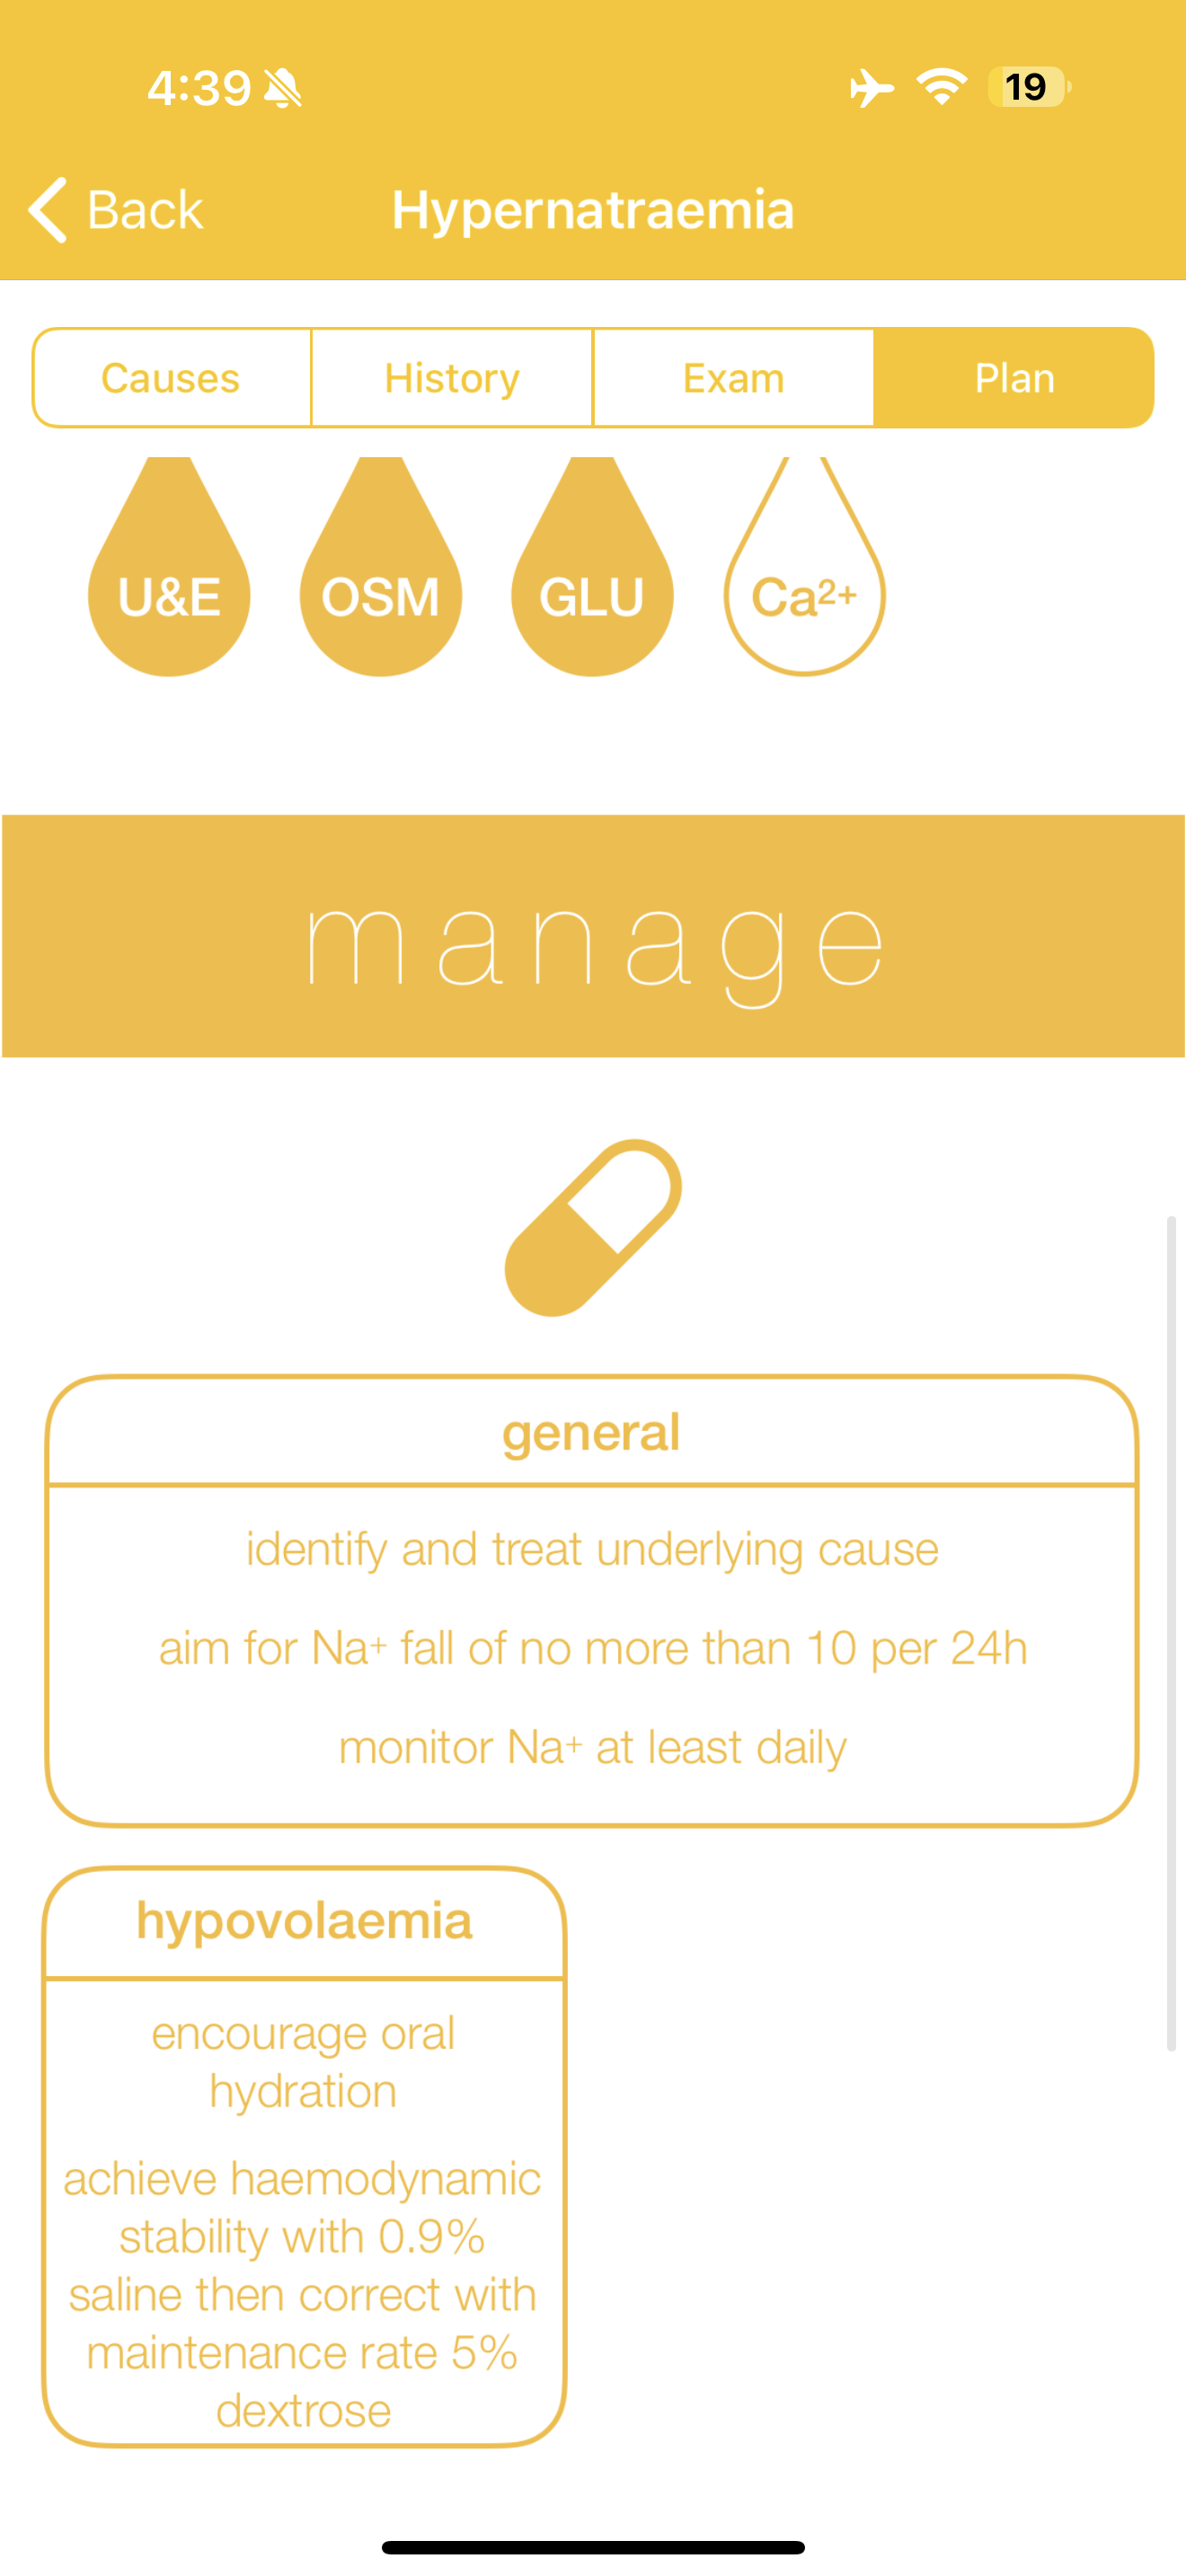 4:39
19
Back
Hypernatraemia
Causes
History
Exam
Plan
U&E
OSM
GLU
Ca²⁺
manage
general
identify and treat underlying cause
aim for Na⁺ fall of no more than 10 per 24h
monitor Na⁺ at least daily
hypovolaemia
encourage oral
hydration
achieve haemodynamic
stability with 0.9%
saline then correct with
maintenance rate 5%
dextrose